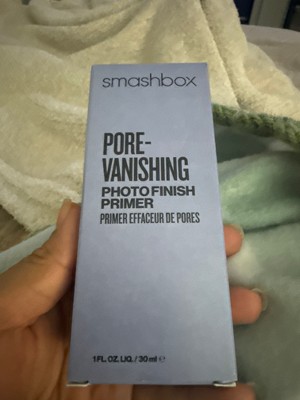 smashbox
PORE-
VANISHING
PHOTO FINISH
PRIMER
PRIMER EFFACEUR DE PORES
1 FL. OZ. LIQ. / 30 ml ℮